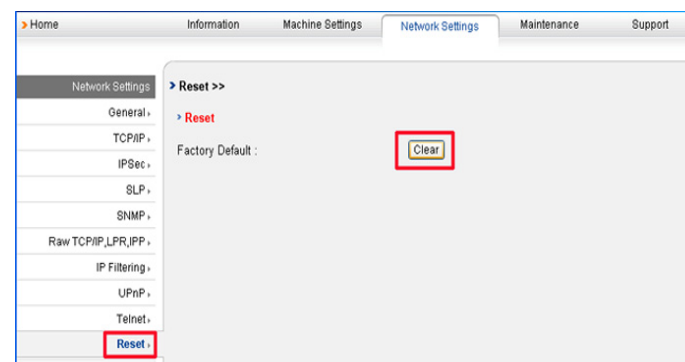 Home Information Machine Settings Network Settings Maintenance Support
Network Settings
General
TCP/IP
IPSec
SLP
SNMP
Raw TCP/IP,LPR,IPP
IP Filtering
UPnP
Telnet
Reset
Reset >>
Reset
Factory Default : Clear